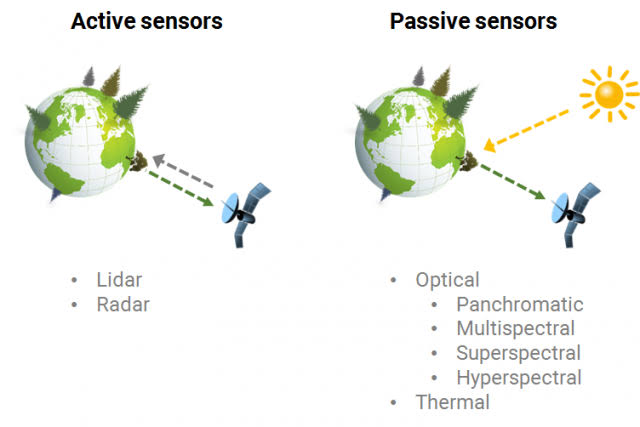 Active sensors
Passive sensors
• Lidar
• Radar
• Optical
• Panchromatic
• Multispectral
• Superspectral
• Hyperspectral
• Thermal